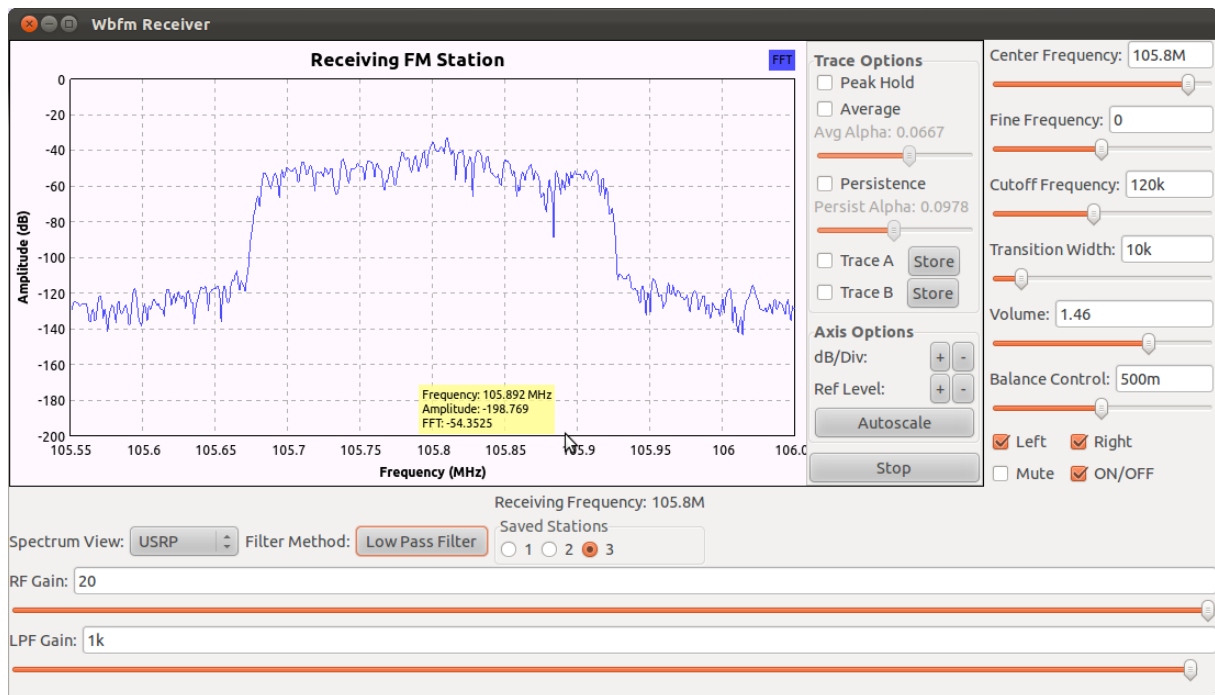 Wbfm Receiver
Receiving FM Station
FFT
Amplitude (dB)
0
-20
-40
-60
-80
-100
-120
-140
-160
-180
-200
Frequency: 105.892 MHz
Amplitude: -198.769
FFT: -54.3525
105.55 105.6 105.65 105.7 105.75 105.8 105.85 105.9 105.95 106 106.0
Frequency (MHz)
Trace Options
Peak Hold
Average
Avg Alpha: 0.0667
Persistence
Persist Alpha: 0.0978
Trace A Store
Trace B Store
Axis Options
dB/Div: + -
Ref Level: + -
Autoscale
Stop
Center Frequency: 105.8M
Fine Frequency: 0
Cutoff Frequency: 120k
Transition Width: 10k
Volume: 1.46
Balance Control: 500m
Left Right
Mute ON/OFF
Receiving Frequency: 105.8M
Spectrum View: USRP Filter Method: Low Pass Filter
Saved Stations
1 2 3
RF Gain: 20
LPF Gain: 1k